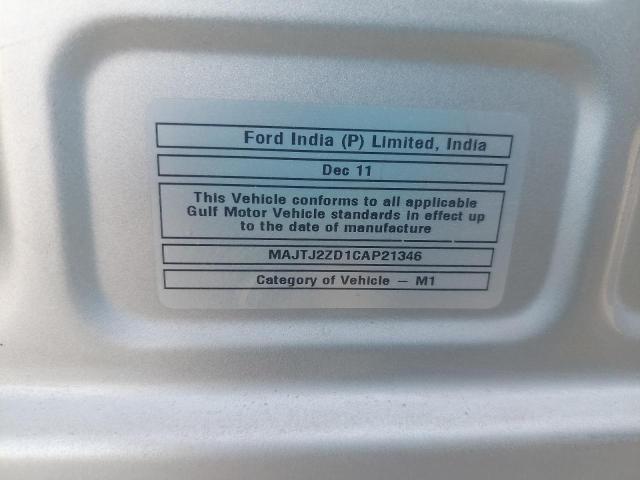 Ford India (P) Limited, India
Dec 11
This Vehicle conforms to all applicable
Gulf Motor Vehicle standards in effect up
to the date of manufacture
MAJTJ2ZD1CAP21346
Category of Vehicle – M1